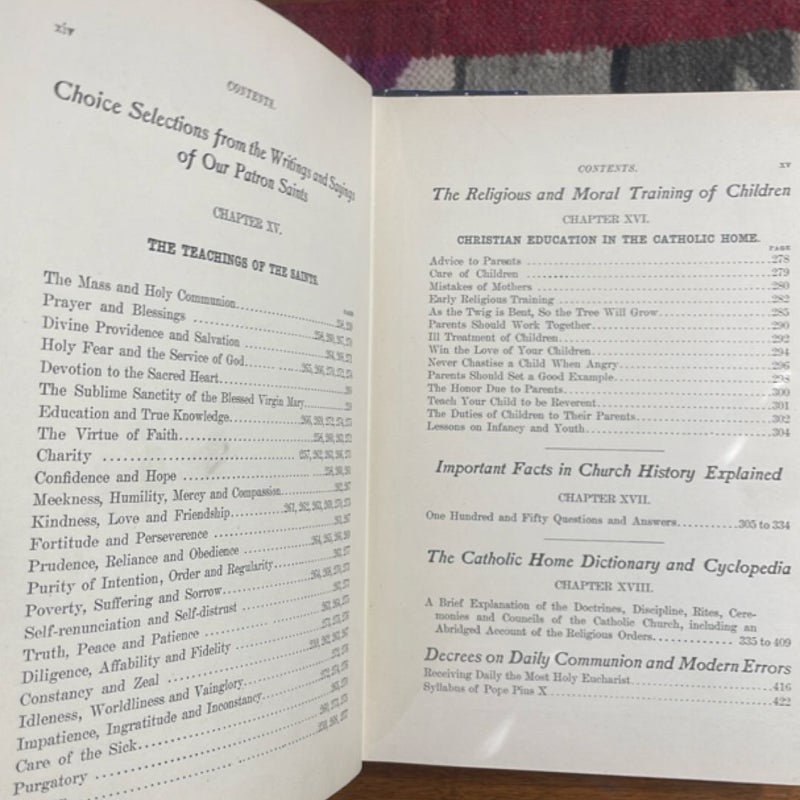 xiv
CONTENTS.
Choice Selections from the Writings and Sayings
of Our Patron Saints
CHAPTER XV.
THE TEACHINGS OF THE SAINTS.
PAGE
The Mass and Holy Communion
Prayer and Blessings
Divine Providence and Salvation
Holy Fear and the Service of God
Devotion to the Sacred Heart
The Sublime Sanctity of the Blessed Virgin Mary
Education and True Knowledge
The Virtue of Faith
Charity
Confidence and Hope
Meekness, Humility, Mercy and Compassion
Kindness, Love and Friendship
Fortitude and Perseverence
Prudence, Reliance and Obedience
Purity of Intention, Order and Regularity
Poverty, Suffering and Sorrow
Self-renunciation and Self-distrust
Truth, Peace and Patience
Diligence, Affability and Fidelity
Constancy and Zeal
Idleness, Worldliness and Vainglory
Impatience, Ingratitude and Inconstancy
Care of the Sick
Purgatory
CONTENTS. xv
The Religious and Moral Training of Children
CHAPTER XVI.
CHRISTIAN EDUCATION IN THE CATHOLIC HOME.
PAGE
Advice to Parents 278
Care of Children 279
Mistakes of Mothers 280
Early Religious Training 282
As the Twig is Bent, So the Tree Will Grow 285
Parents Should Work Together 290
Ill Treatment of Children 292
Win the Love of Your Children 294
Never Chastise a Child When Angry 296
Parents Should Set a Good Example 298
The Honor Due to Parents 300
Teach Your Child to be Reverent 301
The Duties of Children to Their Parents 302
Lessons on Infancy and Youth 304
Important Facts in Church History Explained
CHAPTER XVII.
One Hundred and Fifty Questions and Answers 305 to 334
The Catholic Home Dictionary and Cyclopedia
CHAPTER XVIII.
A Brief Explanation of the Doctrines, Discipline, Rites, Cere-
monies and Councils of the Catholic Church, including an
Abridged Account of the Religious Orders 335 to 409
Decrees on Daily Communion and Modern Errors
Receiving Daily the Most Holy Eucharist 416
Syllabus of Pope Pius X 422